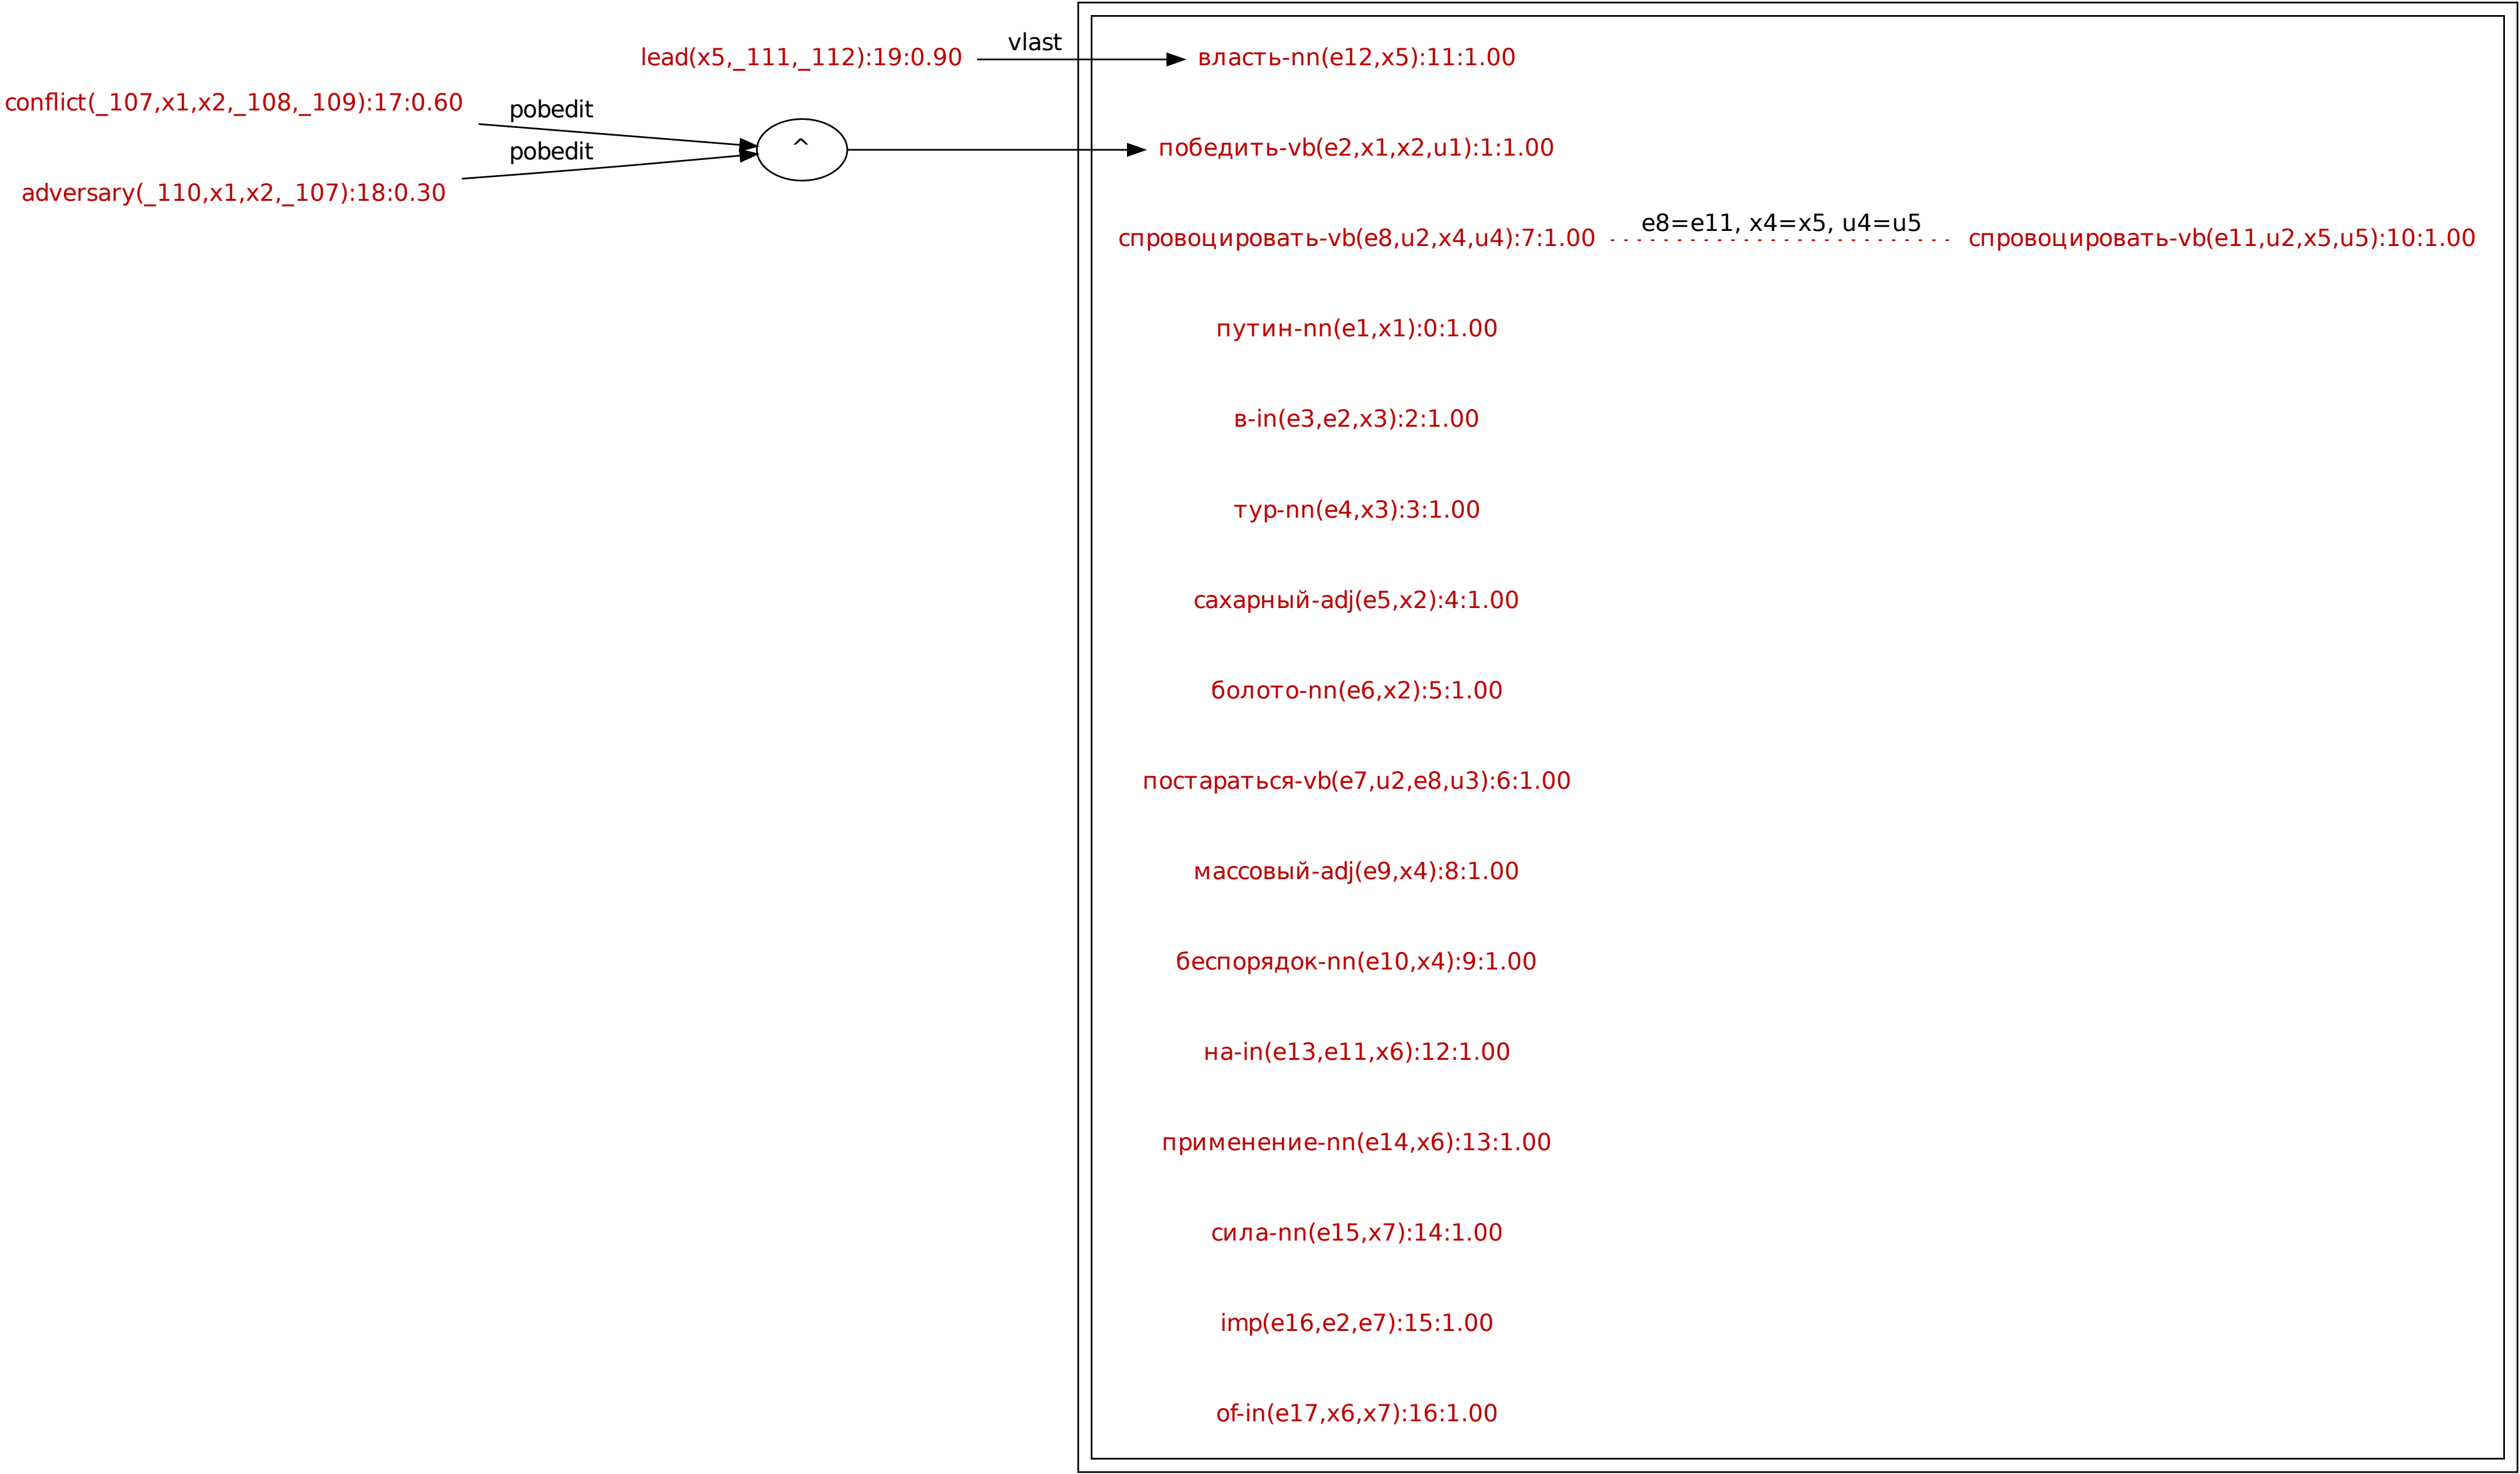 vlast
lead(x5,_111,_112):19:0.90
власть-nn(e12,x5):11:1.00
conflict(_107,x1,x2,_108,_109):17:0.60
pobedit
^
победить-vb(e2,x1,x2,u1):1:1.00
pobedit
adversary(_110,x1,x2,_107):18:0.30
спровоцировать-vb(e8,u2,x4,u4):7:1.00
e8=e11, x4=x5, u4=u5
спровоцировать-vb(e11,u2,x5,u5):10:1.00
путин-nn(e1,x1):0:1.00
в-in(e3,e2,x3):2:1.00
тур-nn(e4,x3):3:1.00
сахарный-adj(e5,x2):4:1.00
болото-nn(e6,x2):5:1.00
постараться-vb(e7,u2,e8,u3):6:1.00
массовый-adj(e9,x4):8:1.00
беспорядок-nn(e10,x4):9:1.00
на-in(e13,e11,x6):12:1.00
применение-nn(e14,x6):13:1.00
сила-nn(e15,x7):14:1.00
imp(e16,e2,e7):15:1.00
of-in(e17,x6,x7):16:1.00